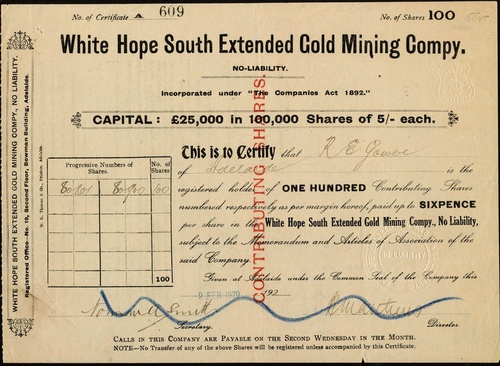 No. of Certificate A 609
No. of Shares 100
White Hope South Extended Gold Mining Compy.
NO-LIABILITY.
Incorporated under "The Companies Act 1892."
CAPITAL: £25,000 in 100,000 Shares of 5/- each.
This is to Certify that R E Gower
of Adelaide is the
registered holder of ONE HUNDRED Contributing Shares
numbered respectively as per margin hereof, paid up to SIXPENCE
per share in the White Hope South Extended Gold Mining Compy., No Liability,
subject to the Memorandum and Articles of Association of the
said Company.
Given at Adelaide under the Common Seal of the Company this
192
Secretary.
Director.
CALLS IN THIS COMPANY ARE PAYABLE ON THE SECOND WEDNESDAY IN THE MONTH.
NOTE—No Transfer of any of the above Shares will be registered unless accompanied by this Certificate.
Progressive Numbers of Shares.
No. of Shares
100
100
CONTRIBUTING SHARES.
WHITE HOPE SOUTH EXTENDED GOLD MINING COMPY., NO LIABILITY.
Registered Office—No. 15, Second Floor, Bowman Building, Adelaide.